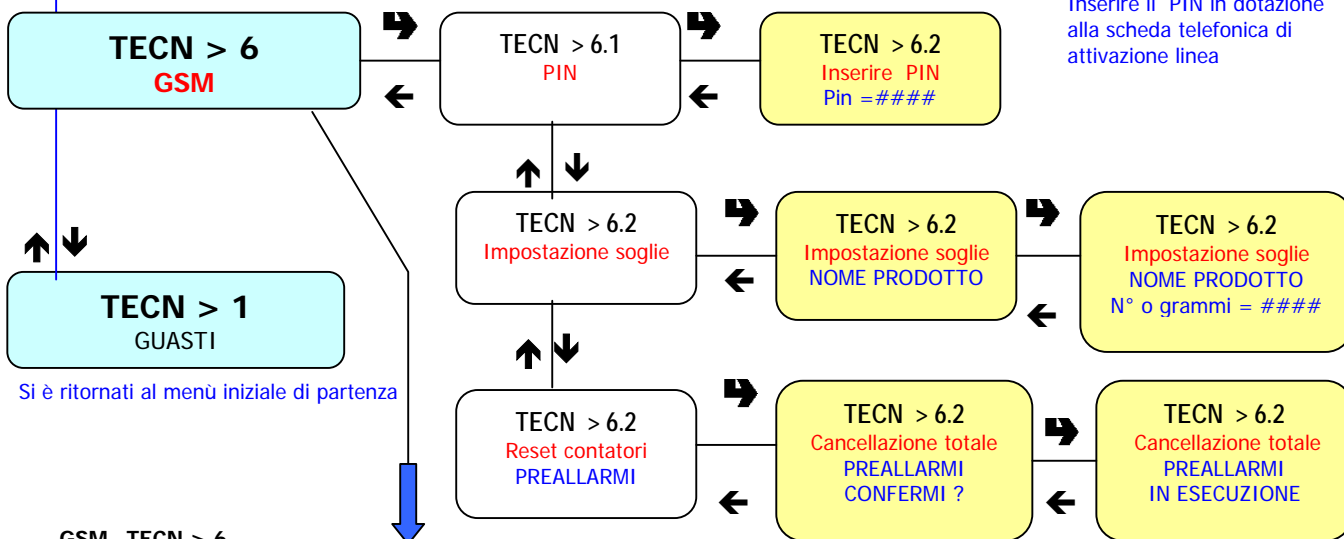 Inserire il PIN in dotazione
alla scheda telefonica di
attivazione linea
TECN > 6
GSM
TECN > 6.1
PIN
TECN > 6.2
Inserire PIN
Pin =####
TECN > 6.2
Impostazione soglie
TECN > 6.2
Impostazione soglie
NOME PRODOTTO
TECN > 6.2
Impostazione soglie
NOME PRODOTTO
N° o grammi = ####
TECN > 1
GUASTI
Si è ritornati al menù iniziale di partenza
TECN > 6.2
Reset contatori
PREALLARMI
TECN > 6.2
Cancellazione totale
PREALLARMI
CONFERMI ?
TECN > 6.2
Cancellazione totale
PREALLARMI
IN ESECUZIONE
GSM TECN > 6